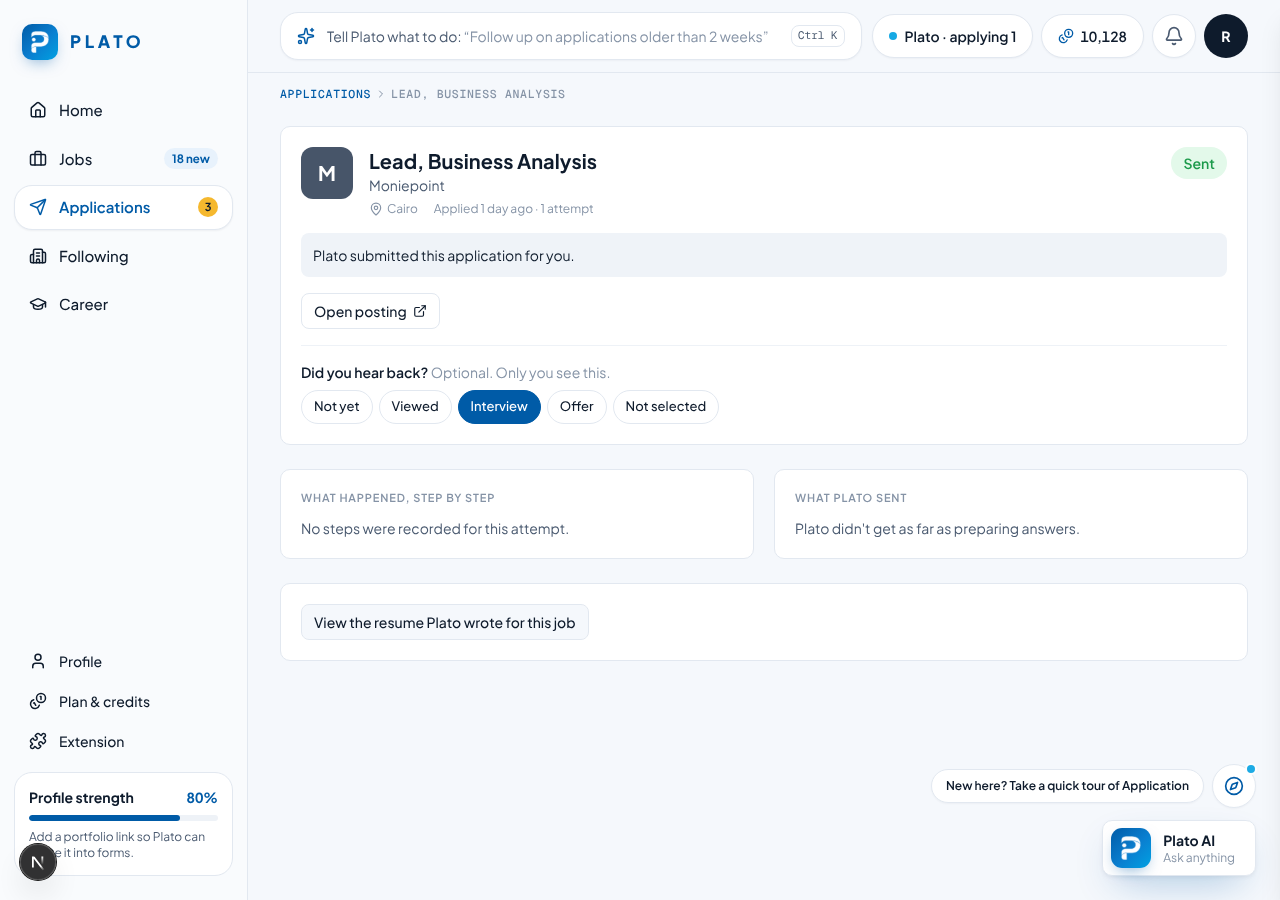 PLATO
Tell Plato what to do: “Follow up on applications older than 2 weeks”
Ctrl K
Plato · applying 1
10,128
R
Home
Jobs
18 new
Applications
3
Following
Career
APPLICATIONS > LEAD, BUSINESS ANALYSIS
M
Lead, Business Analysis
Sent
Moniepoint
Cairo
Applied 1 day ago · 1 attempt
Plato submitted this application for you.
Open posting
Did you hear back? Optional. Only you see this.
Not yet
Viewed
Interview
Offer
Not selected
WHAT HAPPENED, STEP BY STEP
No steps were recorded for this attempt.
WHAT PLATO SENT
Plato didn't get as far as preparing answers.
View the resume Plato wrote for this job
Profile
Plan & credits
Extension
Profile strength
80%
Add a portfolio link so Plato can
it into forms.
N
New here? Take a quick tour of Application
Plato AI
Ask anything